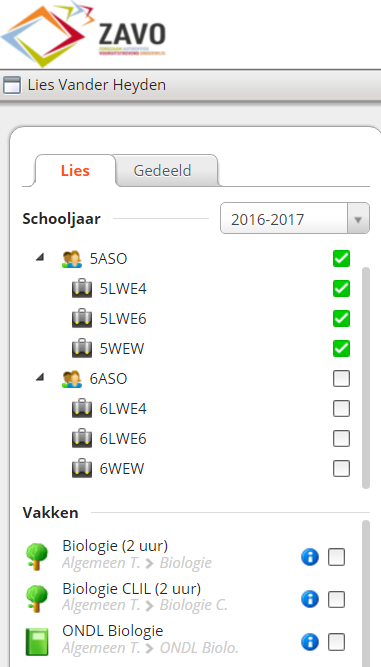 ZAVO
Lies Vander Heyden
Lies
Gedeeld
Schooljaar
2016-2017
5ASO
5LWE4
5LWE6
5WEW
6ASO
6LWE4
6LWE6
6WEW
Vakken
Biologie (2 uur)
Algemeen T. > Biologie
Biologie CLIL (2 uur)
Algemeen T. > Biologie C.
ONDL Biologie
Algemeen T. > ONDL Biolo.